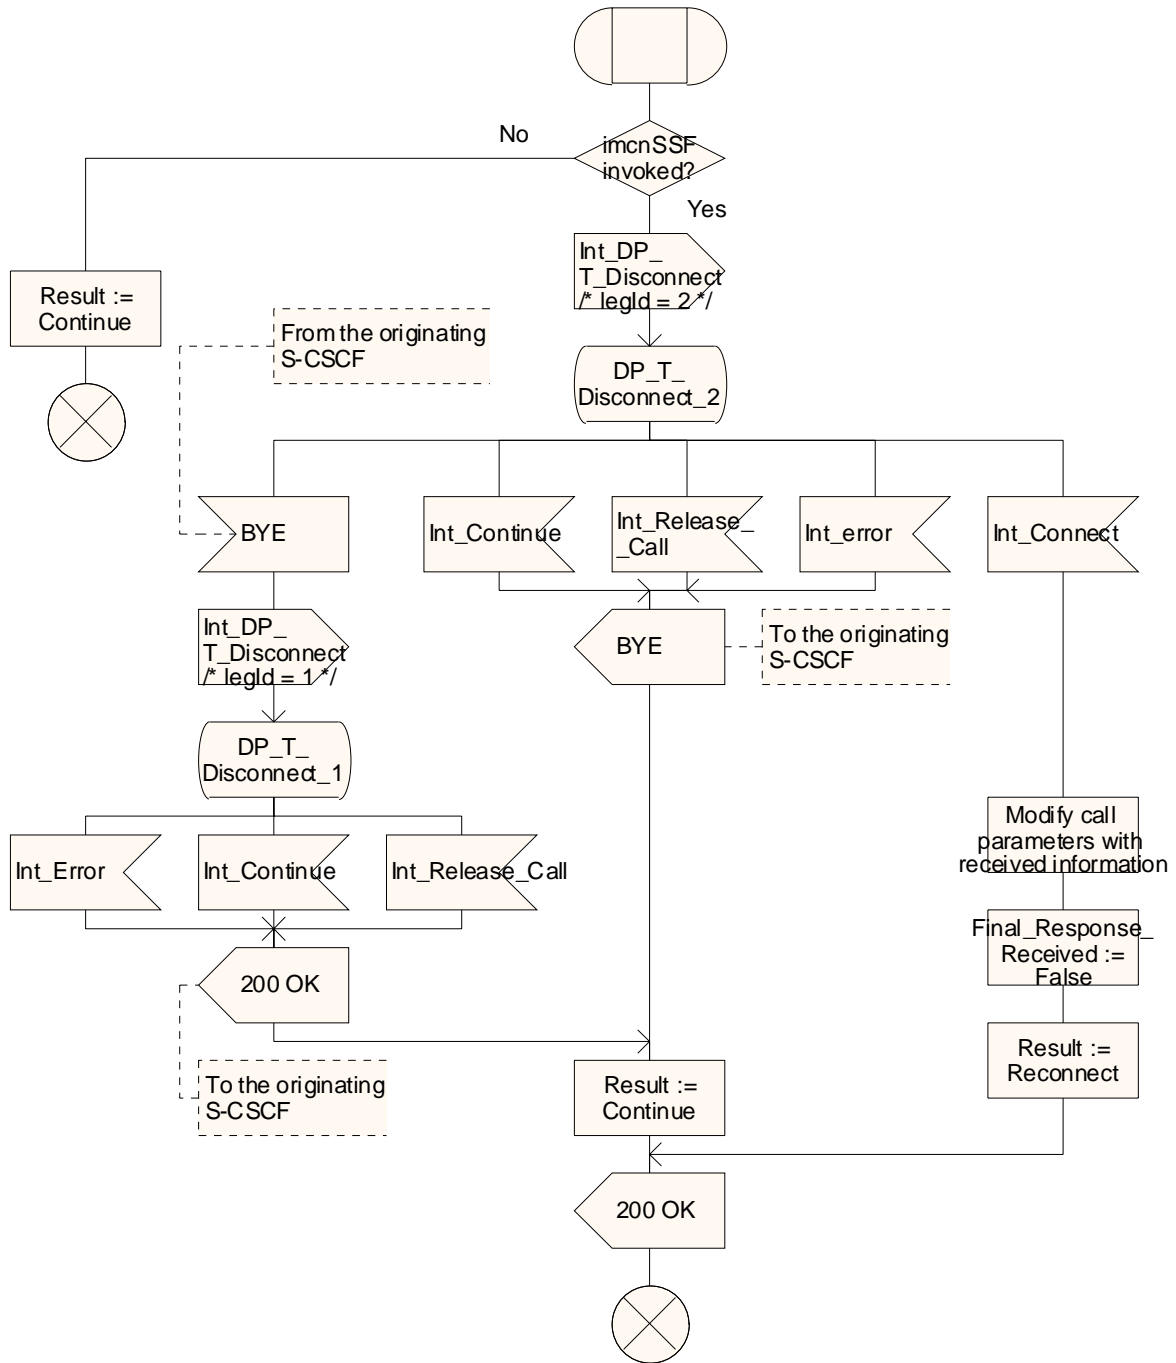 No
imcnSSF
invoked?
Yes
Int_DP_
T_Disconnect
/* legId = 2 */
Result :=
Continue
From the originating
S-CSCF
DP_T_
Disconnect_2
BYE
Int_Continue
Int_Release_
_Call
Int_error
Int_Connect
Int_DP_
T_Disconnect
/* legId = 1 */
BYE
To the originating
S-CSCF
DP_T_
Disconnect_1
Modify call
parameters with
received information
Int_Error
Int_Continue
Int_Release_Call
Final_Response_
Received :=
False
200 OK
Result :=
Reconnect
To the originating
S-CSCF
Result :=
Continue
200 OK